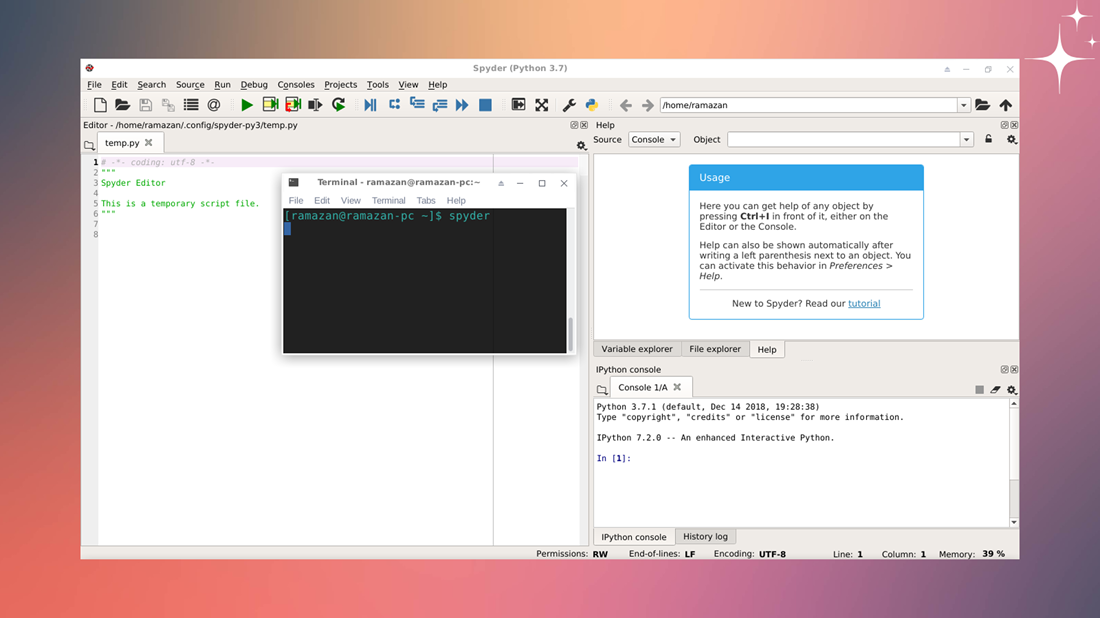 Spyder (Python 3.7)
File Edit Search Source Run Debug Consoles Projects Tools View Help
/home/ramazan
Editor - /home/ramazan/.config/spyder-py3/temp.py
temp.py
1 # -*- coding: utf-8 -*-
2 """
3 Spyder Editor
4
5 This is a temporary script file.
6 """
7
8
Terminal - ramazan@ramazan-pc:~
File Edit View Terminal Tabs Help
[ramazan@ramazan-pc ~]$ spyder
Help
Source Console Object
Usage
Here you can get help of any object by
pressing Ctrl+I in front of it, either on the
Editor or the Console.
Help can also be shown automatically after
writing a left parenthesis next to an object. You
can activate this behavior in Preferences >
Help.
New to Spyder? Read our tutorial
Variable explorer File explorer Help
IPython console
Console 1/A
Python 3.7.1 (default, Dec 14 2018, 19:28:38)
Type "copyright", "credits" or "license" for more information.
IPython 7.2.0 -- An enhanced Interactive Python.
In [1]:
IPython console History log
Permissions: RW End-of-lines: LF Encoding: UTF-8 Line: 1 Column: 1 Memory: 39 %